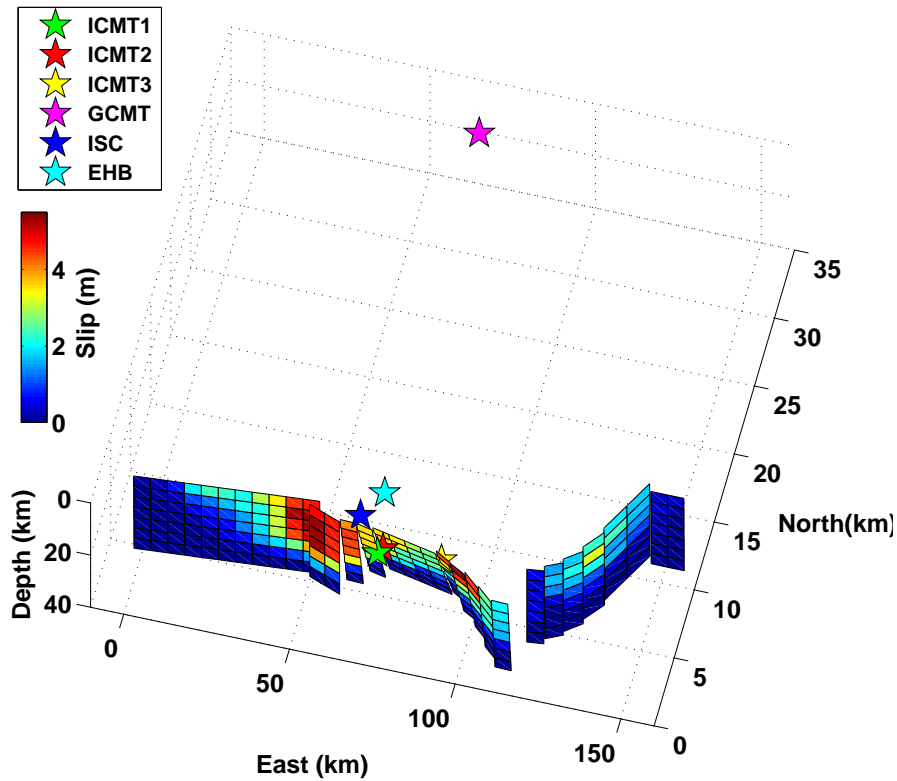 ICMT1
ICMT2
ICMT3
GCMT
ISC
EHB
4
2
0
Slip (m)
35
30
25
20
15
10
5
0
North(km)
0
20
40
Depth (km)
0
50
100
150
East (km)